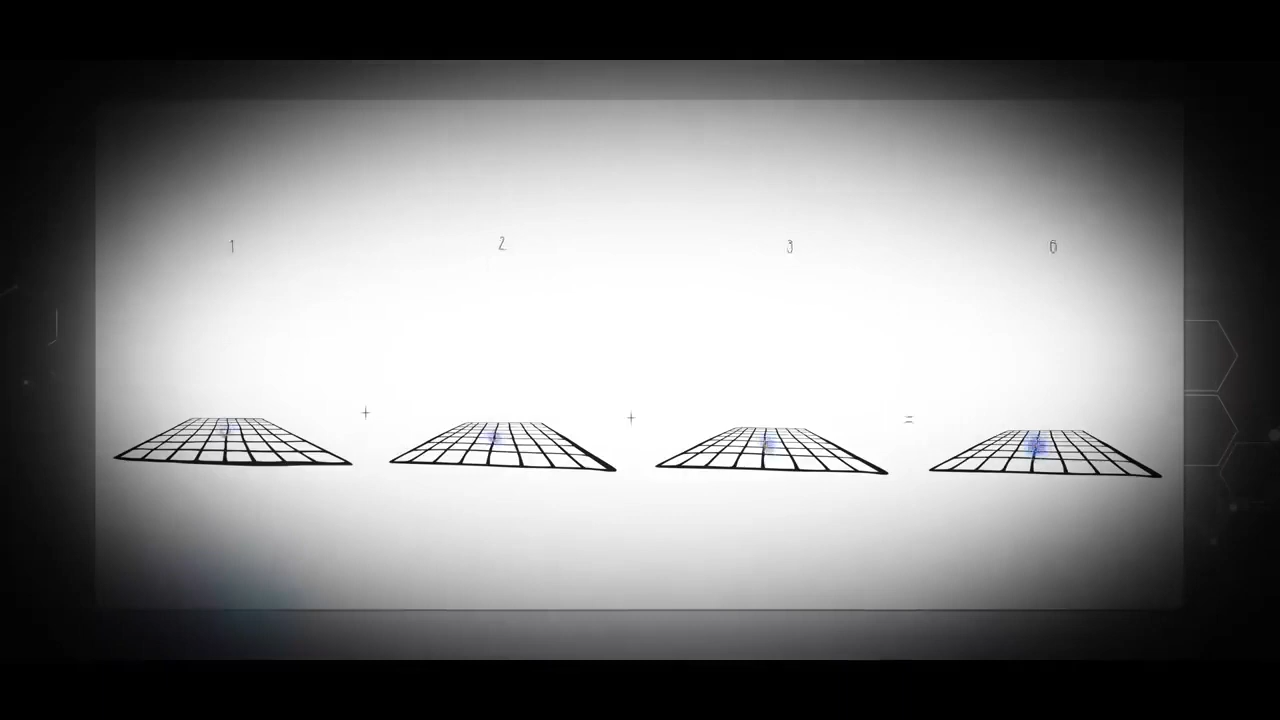 1 2 3 6
+ + =